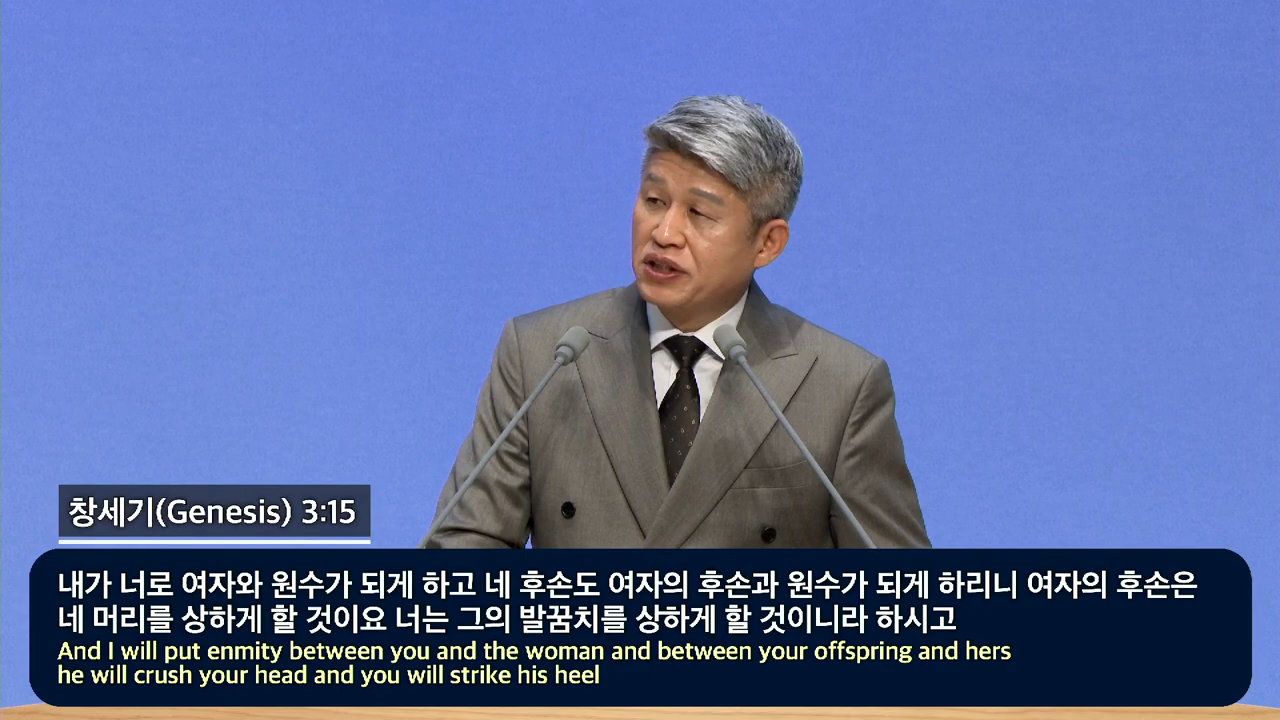 창세기(Genesis) 3:15
내가 너로 여자와 원수가 되게 하고 네 후손도 여자의 후손과 원수가 되게 하리니 여자의 후손은
네 머리를 상하게 할 것이요 너는 그의 발꿈치를 상하게 할 것이니라 하시고
And I will put enmity between you and the woman and between your offspring and hers
he will crush your head and you will strike his heel